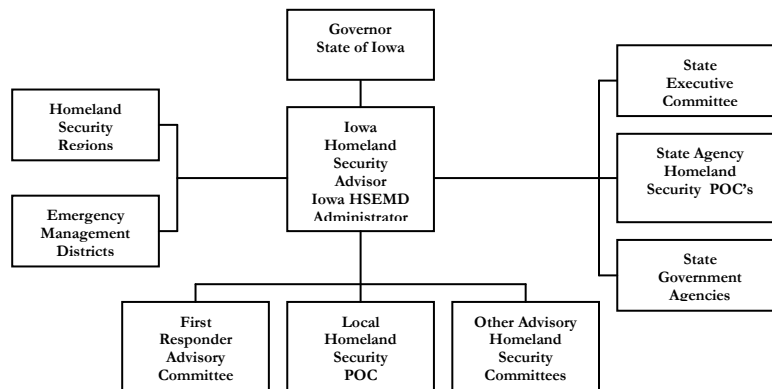 Governor
State of Iowa
Homeland
Security
Regions
Emergency
Management
Districts
Iowa
Homeland
Security
Advisor
Iowa HSEMD
Administrator
State
Executive
Committee
State Agency
Homeland
Security POC's
State
Government
Agencies
First
Responder
Advisory
Committee
Local
Homeland
Security
POC
Other Advisory
Homeland
Security
Committees